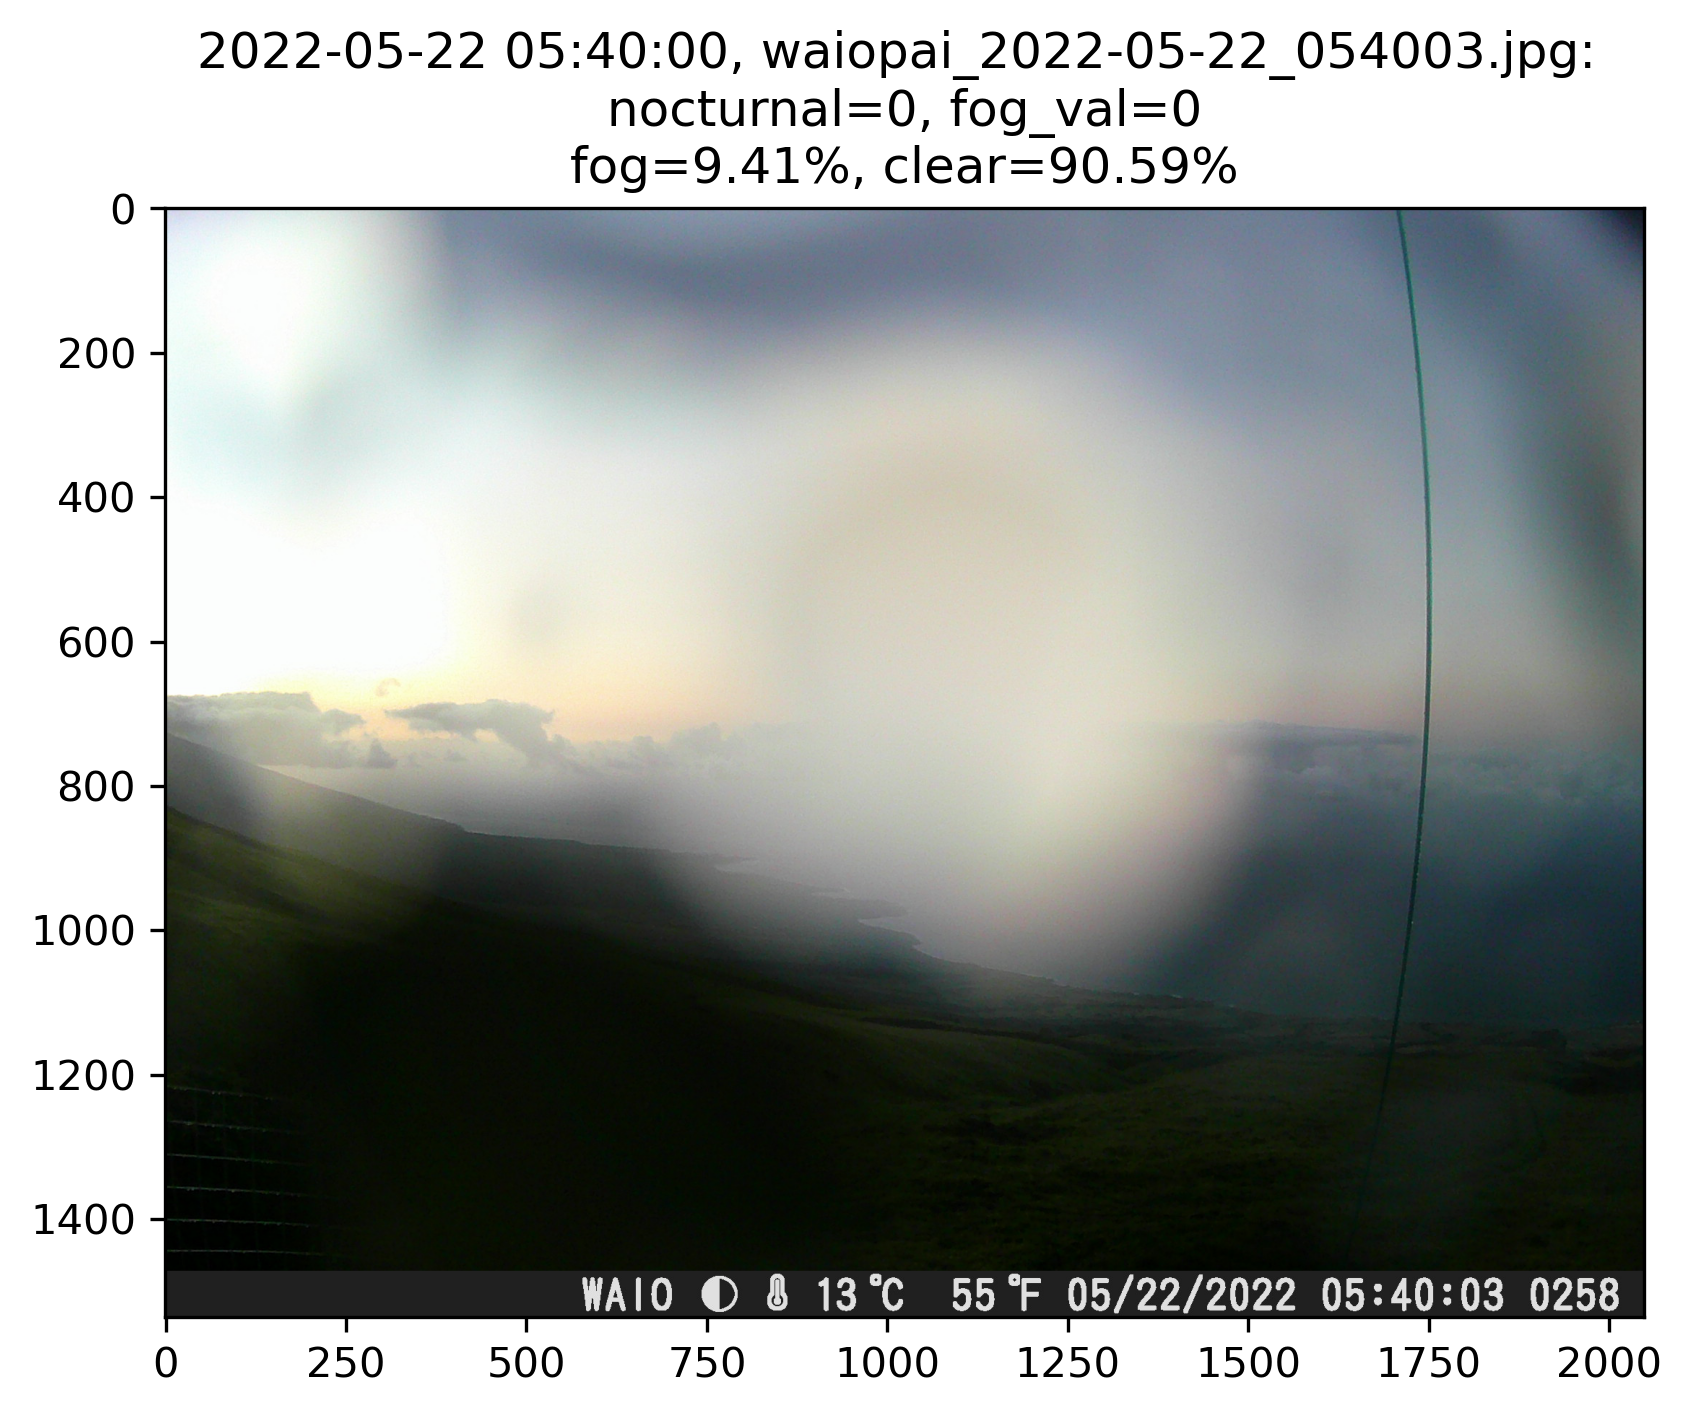 2022-05-22 05:40:00, waiopai_2022-05-22_054003.jpg:
nocturnal=0, fog_val=0
fog=9.41%, clear=90.59%
0
200
400
600
800
1000
1200
1400
WAIO 13°C 55°F 05/22/2022 05:40:03 0258
0 250 500 750 1000 1250 1500 1750 2000